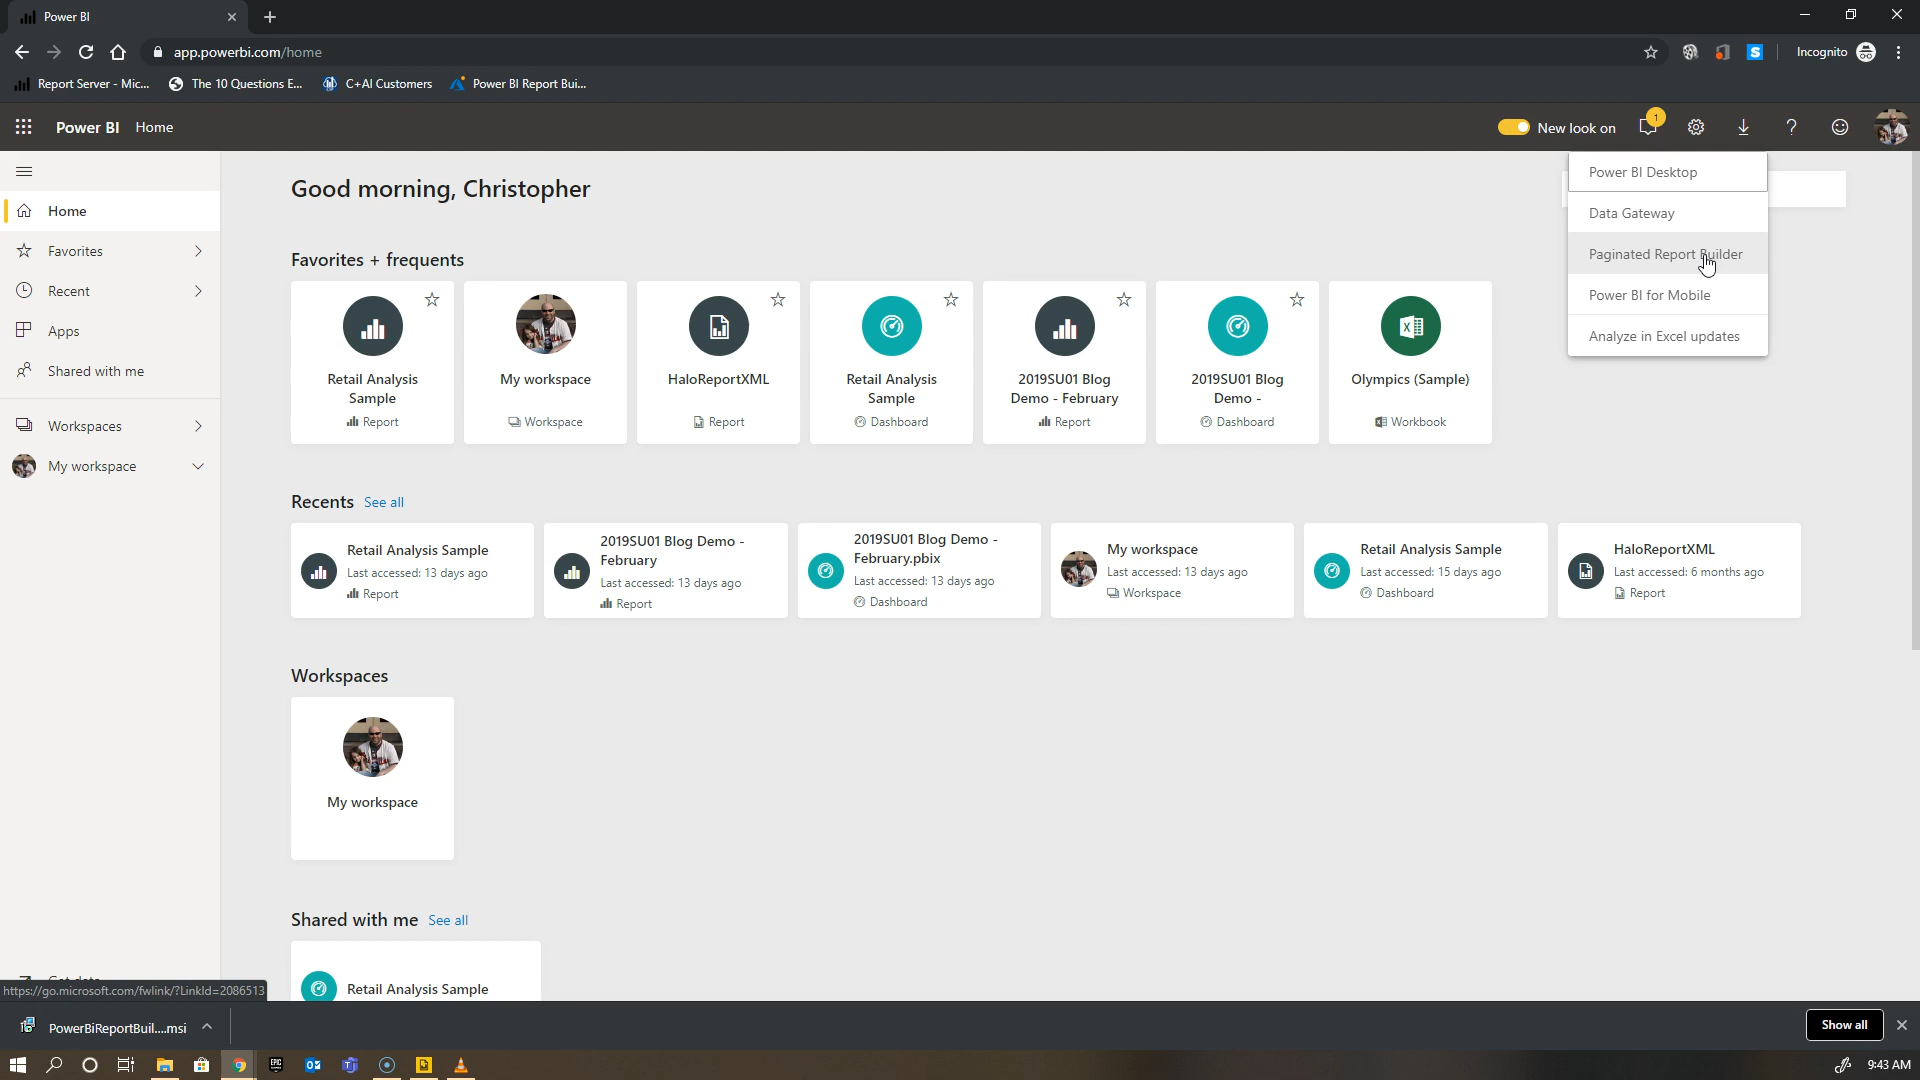 Power BI
app.powerbi.com/home
Incognito
Report Server - Mic...
The 10 Questions E...
C+AI Customers
Power BI Report Bui...
Power BI
Home
New look on
1
Good morning, Christopher
Power BI Desktop
Data Gateway
Paginated Report Builder
Power BI for Mobile
Analyze in Excel updates
Home
Favorites
Recent
Apps
Shared with me
Workspaces
My workspace
Favorites + frequents
Retail Analysis
Sample
Report
My workspace
Workspace
HaloReportXML
Report
Retail Analysis
Sample
Dashboard
2019SU01 Blog
Demo - February
Report
2019SU01 Blog
Demo -
Dashboard
Olympics (Sample)
Workbook
Recents See all
Retail Analysis Sample
Last accessed: 13 days ago
Report
2019SU01 Blog Demo -
February
Last accessed: 13 days ago
Report
2019SU01 Blog Demo -
February.pbix
Last accessed: 13 days ago
Dashboard
My workspace
Last accessed: 13 days ago
Workspace
Retail Analysis Sample
Last accessed: 15 days ago
Dashboard
HaloReportXML
Last accessed: 6 months ago
Report
Workspaces
My workspace
Shared with me See all
Retail Analysis Sample
https://go.microsoft.com/fwlink/?LinkId=2086513
PowerBiReportBuil....msi
Show all
9:43 AM